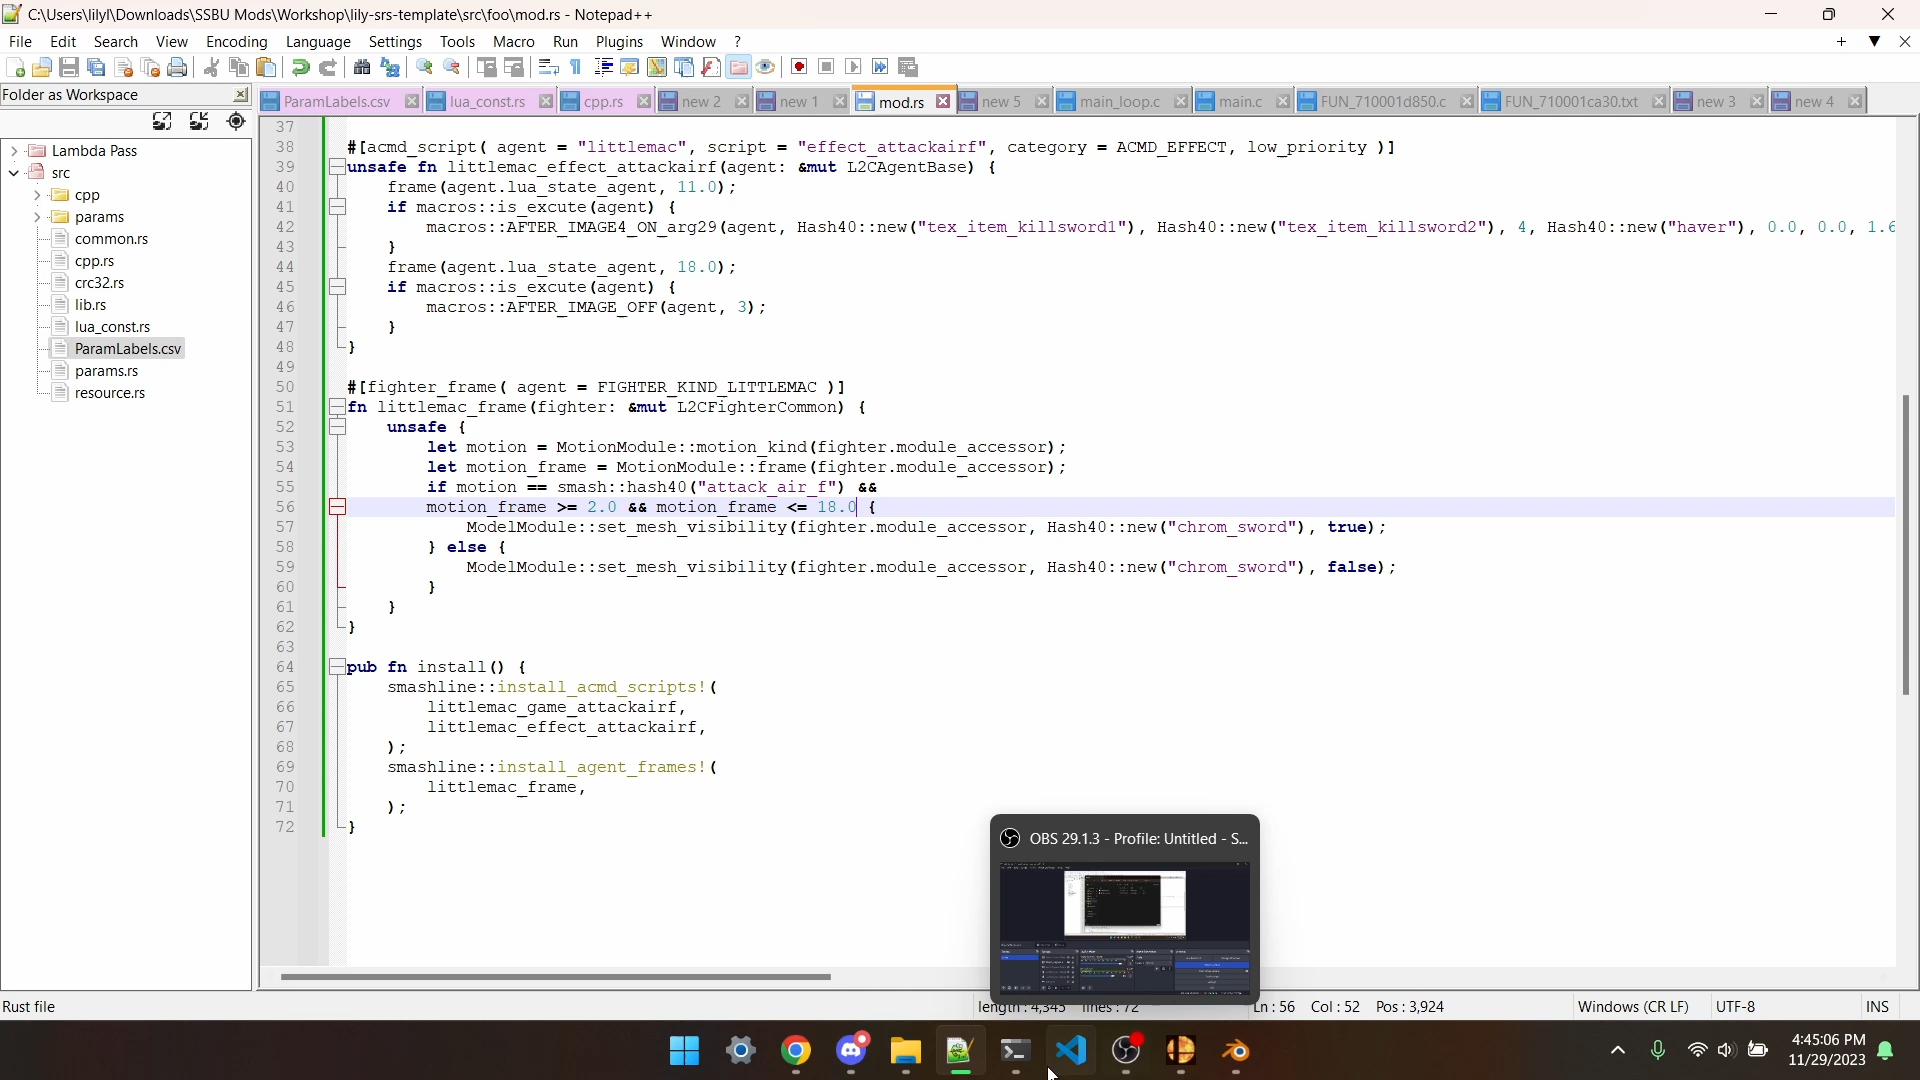 C:\Users\lilyl\Downloads\SSBU Mods\Workshop\lily-srs-template\src\foo\mod.rs - Notepad++
File Edit Search View Encoding Language Settings Tools Macro Run Plugins Window ?
Folder as Workspace
ParamLabels.csv lua_const.rs cpp.rs new 2 new 1 mod.rs new 5 main_loop.c main.c FUN_710001d850.c FUN_710001ca30.txt new 3 new 4
Lambda Pass
src
cpp
params
common.rs
cpp.rs
crc32.rs
lib.rs
lua_const.rs
ParamLabels.csv
params.rs
resource.rs
37
38 #[acmd_script( agent = "littlemac", script = "effect_attackairf", category = ACMD_EFFECT, low_priority )]
39 unsafe fn littlemac_effect_attackairf(agent: &mut L2CAgentBase) {
40 frame(agent.lua_state_agent, 11.0);
41 if macros::is_excute(agent) {
42 macros::AFTER_IMAGE4_ON_arg29(agent, Hash40::new("tex_item_killsword1"), Hash40::new("tex_item_killsword2"), 4, Hash40::new("haver"), 0.0, 0.0, 1.6
43 }
44 frame(agent.lua_state_agent, 18.0);
45 if macros::is_excute(agent) {
46 macros::AFTER_IMAGE_OFF(agent, 3);
47 }
48 }
49
50 #[fighter_frame( agent = FIGHTER_KIND_LITTLEMAC )]
51 fn littlemac_frame(fighter: &mut L2CFighterCommon) {
52 unsafe {
53 let motion = MotionModule::motion_kind(fighter.module_accessor);
54 let motion_frame = MotionModule::frame(fighter.module_accessor);
55 if motion == smash::hash40("attack_air_f") &&
56 motion_frame >= 2.0 && motion_frame <= 18.0 {
57 ModelModule::set_mesh_visibility(fighter.module_accessor, Hash40::new("chrom_sword"), true);
58 } else {
59 ModelModule::set_mesh_visibility(fighter.module_accessor, Hash40::new("chrom_sword"), false);
60 }
61 }
62 }
63
64 pub fn install() {
65 smashline::install_acmd_scripts!(
66 littlemac_game_attackairf,
67 littlemac_effect_attackairf,
68 );
69 smashline::install_agent_frames!(
70 littlemac_frame,
71 );
72 }
OBS 29.1.3 - Profile: Untitled - S...
Rust file length : 4,345 lines : 72 Ln : 56 Col : 52 Pos : 3,924 Windows (CR LF) UTF-8 INS
4:45:06 PM
11/29/2023